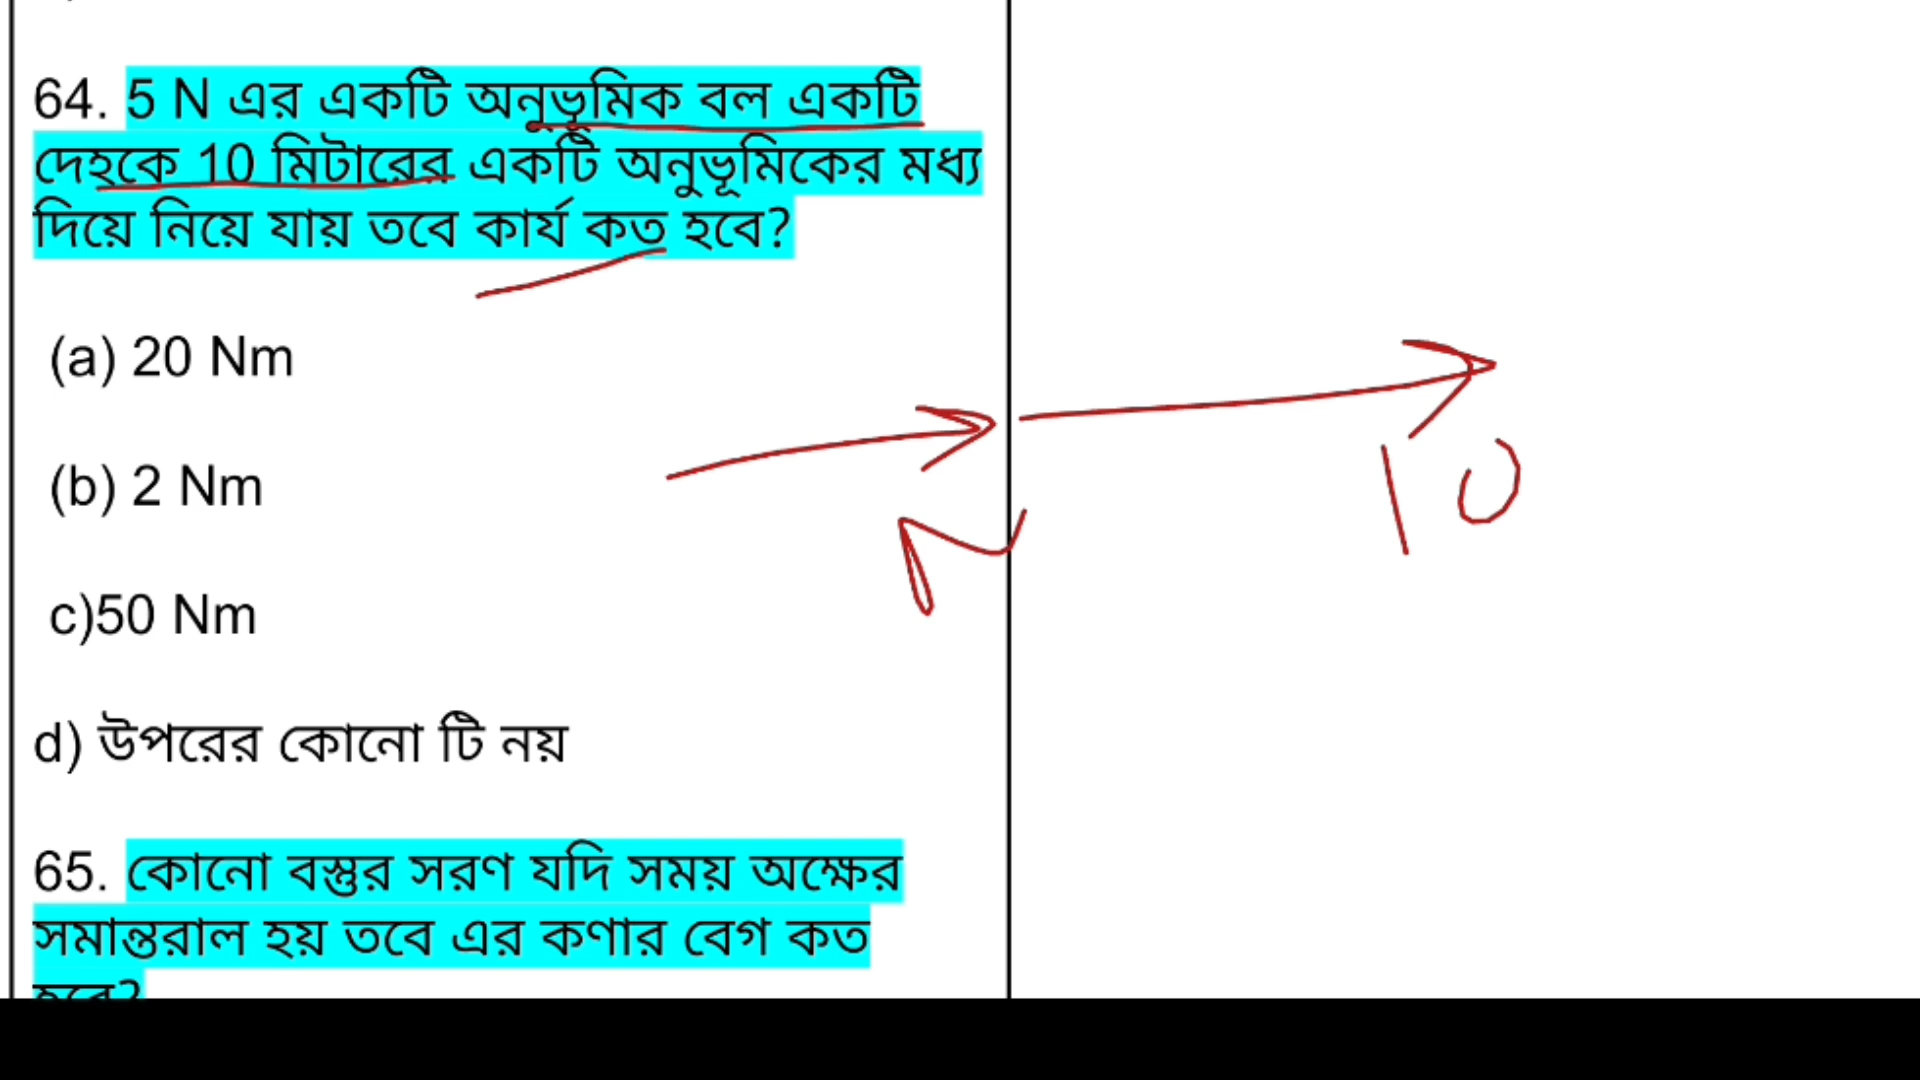 64. 5 N এর একটি অনুভূমিক বল একটি
দেহকে 10 মিটারের একটি অনুভূমিকের মধ্য
দিয়ে নিয়ে যায় তবে কার্য কত হবে?
(a) 20 Nm
(b) 2 Nm
N
10
c)50 Nm
d) উপরের কোনো টি নয়
65. কোনো বস্তুর সরণ যদি সময় অক্ষের
সমান্তরাল হয় তবে এর কণার বেগ কত
হবে?